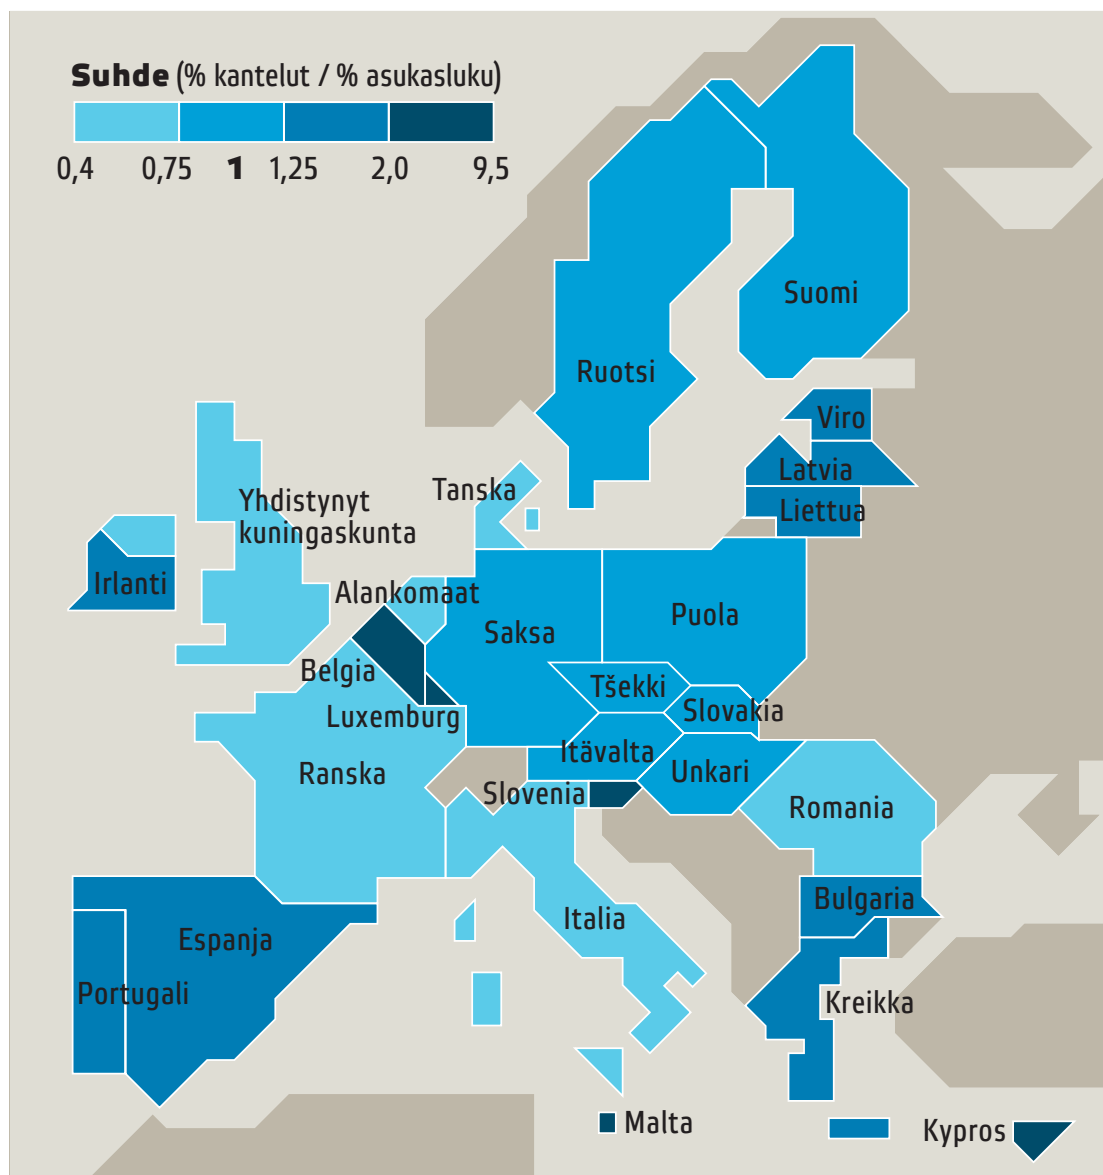 Suhde (% kantelut / % asukasluku)
0,4 0,75 1 1,25 2,0 9,5
Suomi
Ruotsi
Viro
Latvia
Liettua
Tanska
Yhdistynyt
kuningaskunta
Irlanti
Alankomaat
Puola
Saksa
Belgia
Tšekki
Luxemburg
Slovakia
Itävalta
Ranska
Unkari
Slovenia
Romania
Bulgaria
Italia
Espanja
Portugali
Kreikka
Malta
Kypros